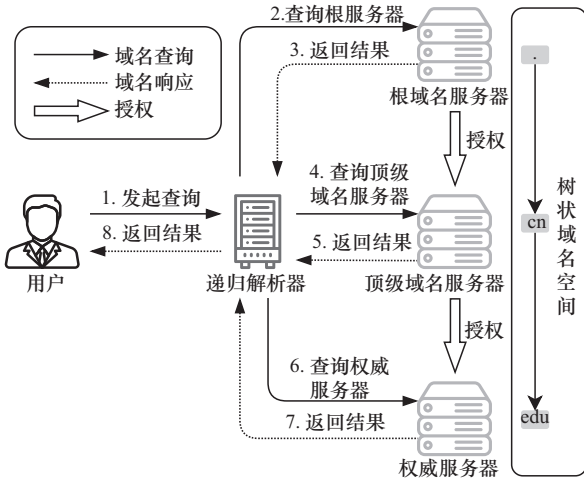 域名查询
域名响应
授权
2.查询根服务器
3. 返回结果
根域名服务器
授权
1. 发起查询
8. 返回结果
用户
递归解析器
4. 查询顶级
域名服务器
5. 返回结果
顶级域名服务器
授权
6. 查询权威
服务器
7. 返回结果
权威服务器
.
cn
edu
树状域名空间